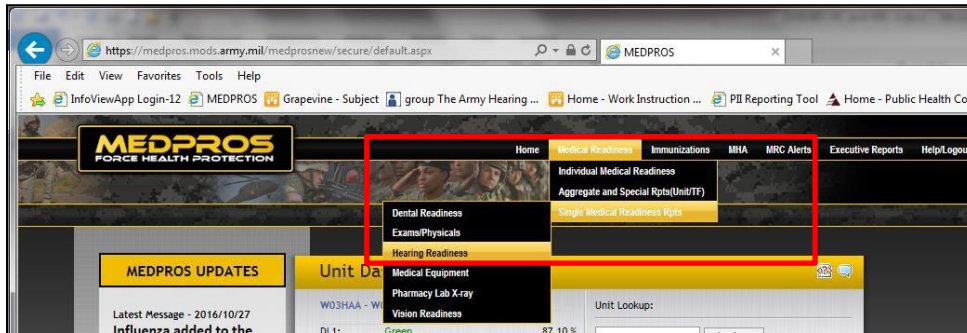 https://medpros.mods.army.mil/medprosnew/secure/default.aspx
MEDPROS
File Edit View Favorites Tools Help
InfoViewApp Login-12 MEDPROS Grapevine - Subject group The Army Hearing ... Home - Work Instruction ... PII Reporting Tool Home - Public Health Co
MEDPROS
FORCE HEALTH PROTECTION
Home Medical Readiness Immunizations MHA MRC Alerts Executive Reports Help/Logou
Individual Medical Readiness
Aggregate and Special Rpts(Unit/TF)
Single Medical Readiness Rpts
Dental Readiness
Exams/Physicals
Hearing Readiness
Medical Equipment
Pharmacy Lab X-ray
Vision Readiness
MEDPROS UPDATES
Latest Message - 2016/10/27
Influenza added to the
Unit Da
W03HAA - W
Unit Lookup:
DL1: Green 87.10 %